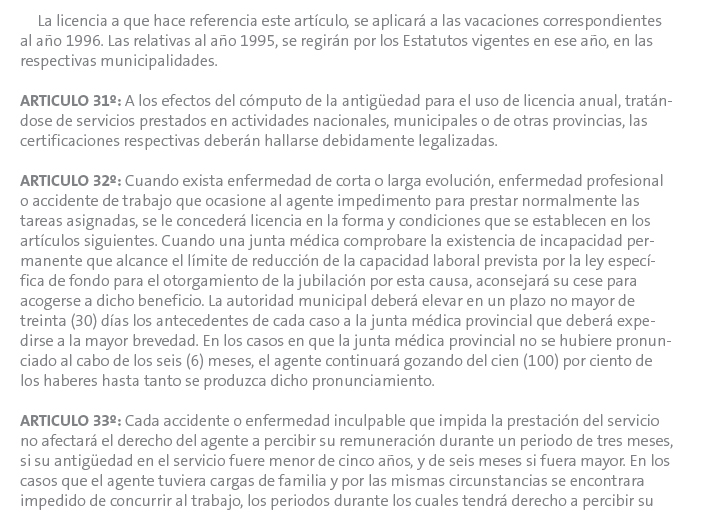 La licencia a que hace referencia este artículo, se aplicará a las vacaciones correspondientes
al año 1996. Las relativas al año 1995, se regirán por los Estatutos vigentes en ese año, en las
respectivas municipalidades.
ARTICULO 31º: A los efectos del cómputo de la antigüedad para el uso de licencia anual, tratán-
dose de servicios prestados en actividades nacionales, municipales o de otras provincias, las
certificaciones respectivas deberán hallarse debidamente legalizadas.
ARTICULO 32º: Cuando exista enfermedad de corta o larga evolución, enfermedad profesional
o accidente de trabajo que ocasione al agente impedimento para prestar normalmente las
tareas asignadas, se le concederá licencia en la forma y condiciones que se establecen en los
artículos siguientes. Cuando una junta médica comprobare la existencia de incapacidad per-
manente que alcance el límite de reducción de la capacidad laboral prevista por la ley especí-
fica de fondo para el otorgamiento de la jubilación por esta causa, aconsejará su cese para
acogerse a dicho beneficio. La autoridad municipal deberá elevar en un plazo no mayor de
treinta (30) días los antecedentes de cada caso a la junta médica provincial que deberá expe-
dirse a la mayor brevedad. En los casos en que la junta médica provincial no se hubiere pronun-
ciado al cabo de los seis (6) meses, el agente continuará gozando del cien (100) por ciento de
los haberes hasta tanto se produzca dicho pronunciamiento.
ARTICULO 33º: Cada accidente o enfermedad inculpable que impida la prestación del servicio
no afectará el derecho del agente a percibir su remuneración durante un periodo de tres meses,
si su antigüedad en el servicio fuere menor de cinco años, y de seis meses si fuera mayor. En los
casos que el agente tuviera cargas de familia y por las mismas circunstancias se encontrara
impedido de concurrir al trabajo, los periodos durante los cuales tendrá derecho a percibir su